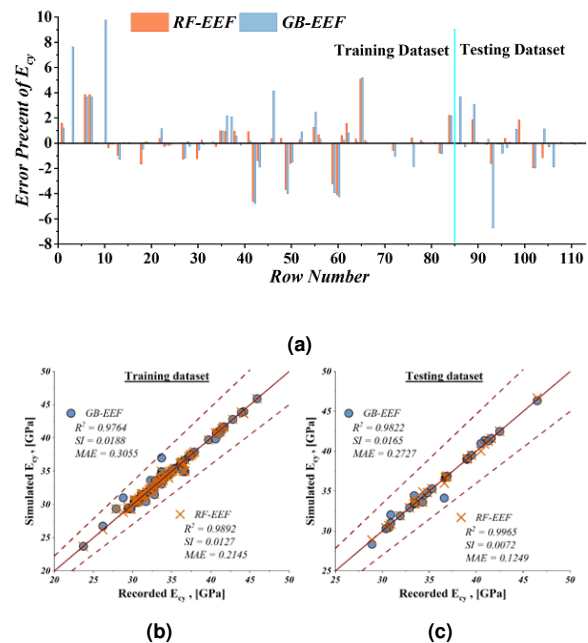 10
8
6
4
2
0
-2
-4
-6
-8
Error Precent of E_cy
RF-EEF GB-EEF
Training Dataset Testing Dataset
0 10 20 30 40 50 60 70 80 90 100 110
Row Number
(a)
Training dataset
50
45
40
35
30
25
20
Simulated E_cy , [GPa]
GB-EEF
R² = 0.9764
SI = 0.0188
MAE = 0.3055
RF-EEF
R² = 0.9892
SI = 0.0127
MAE = 0.2145
20 25 30 35 40 45 50
Recorded E_cy , [GPa]
(b)
Testing dataset
50
45
40
35
30
25
Simulated E_cy , [GPa]
GB-EEF
R² = 0.9822
SI = 0.0165
MAE = 0.2727
RF-EEF
R² = 0.9965
SI = 0.0072
MAE = 0.1249
25 30 35 40 45 50
Recorded E_cy , [GPa]
(c)